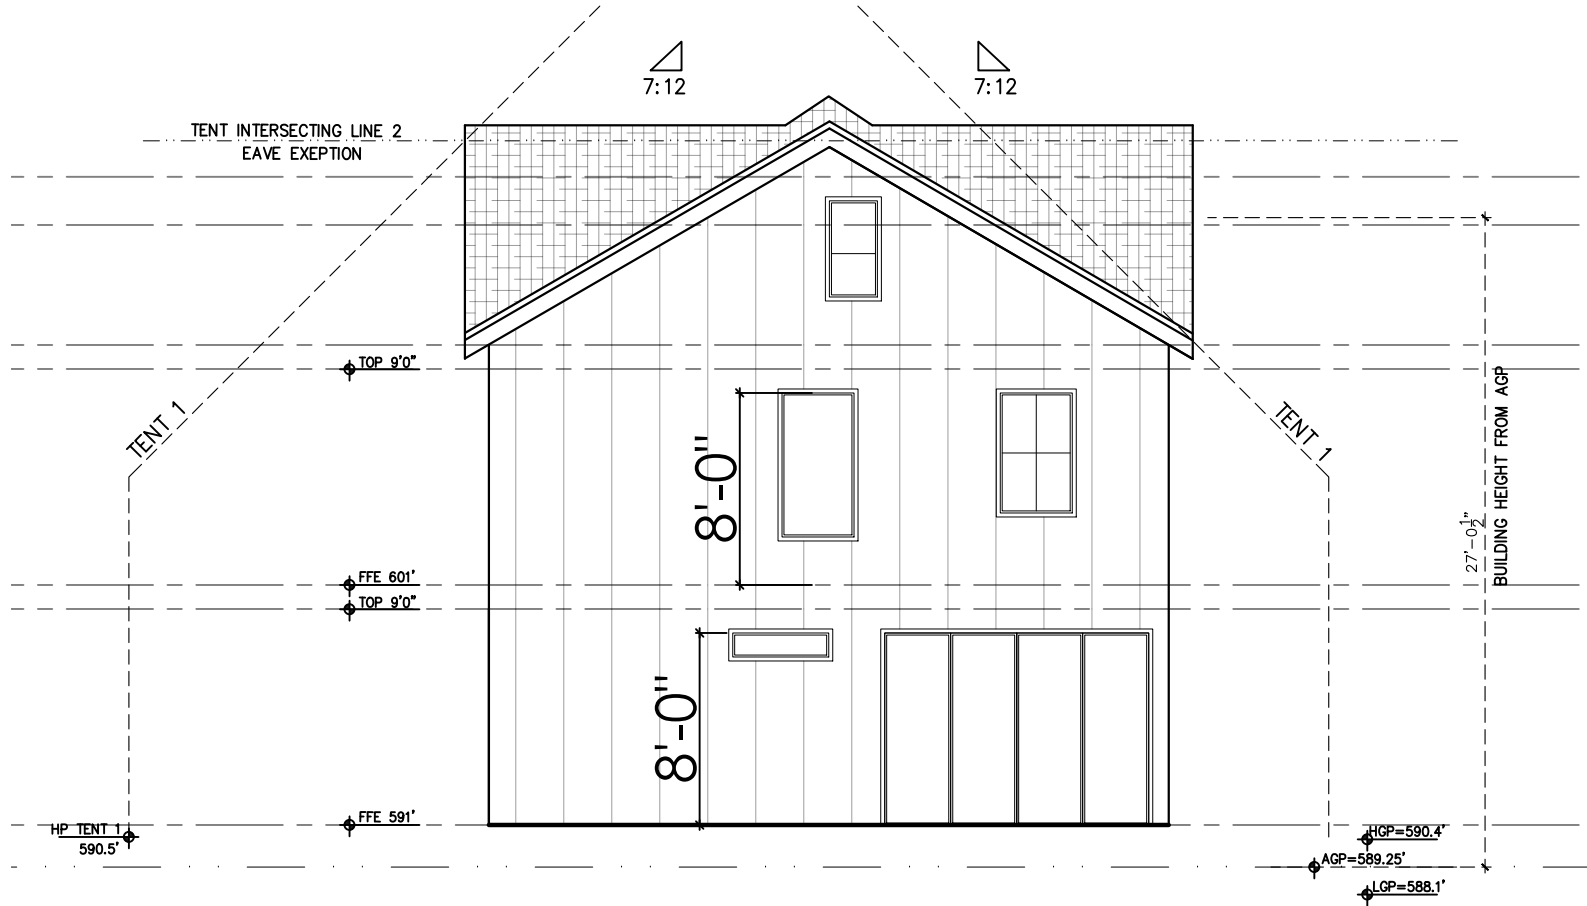 7:12
7:12
TENT INTERSECTING LINE 2
EAVE EXEPTION
TOP 9'0"
TENT 1
TENT 1
8'-0"
BUILDING HEIGHT FROM AGP
27'-0½"
FFE 601'
TOP 9'0"
8'-0"
FFE 591'
HP TENT 1
590.5'
HGP=590.4'
AGP=589.25'
LGP=588.1'